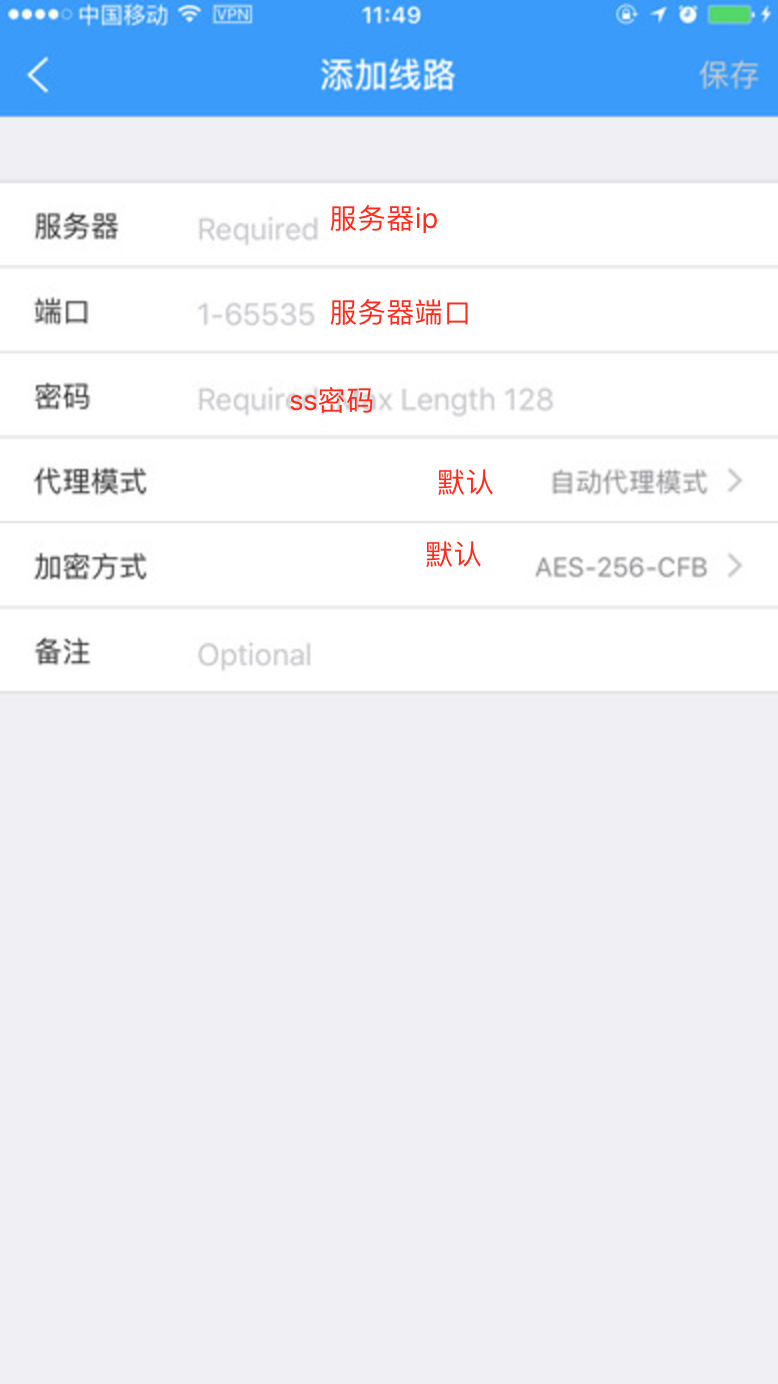 中国移动 VPN 11:49
添加线路 保存
服务器 Required 服务器ip
端口 1-65535 服务器端口
密码 Required Max Length 128 ss密码
代理模式 默认 自动代理模式
加密方式 默认 AES-256-CFB
备注 Optional